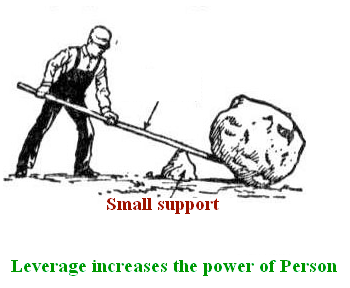 Small support
Leverage increases the power of Person